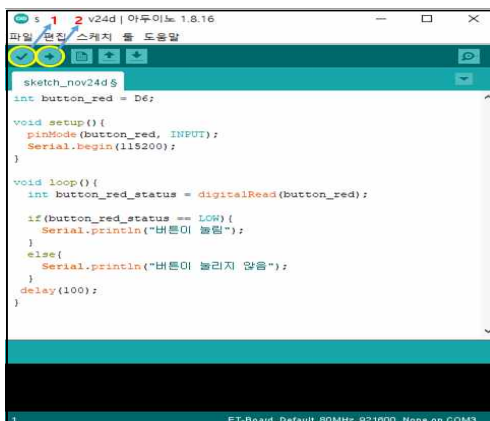 s 1 2 v24d | 아두이노 1.8.16
파일 편집 스케치 툴 도움말
sketch_nov24d §
int button_red = D6;
void setup(){
pinMode(button_red, INPUT);
Serial.begin(115200);
}
void loop(){
int button_red_status = digitalRead(button_red);
if(button_red_status == LOW){
Serial.println("버튼이 눌림");
}
else{
Serial.println("버튼이 눌리지 않음");
}
delay(100);
}
1 ET-Board, Default, 80MHz, 921600, None on COM3